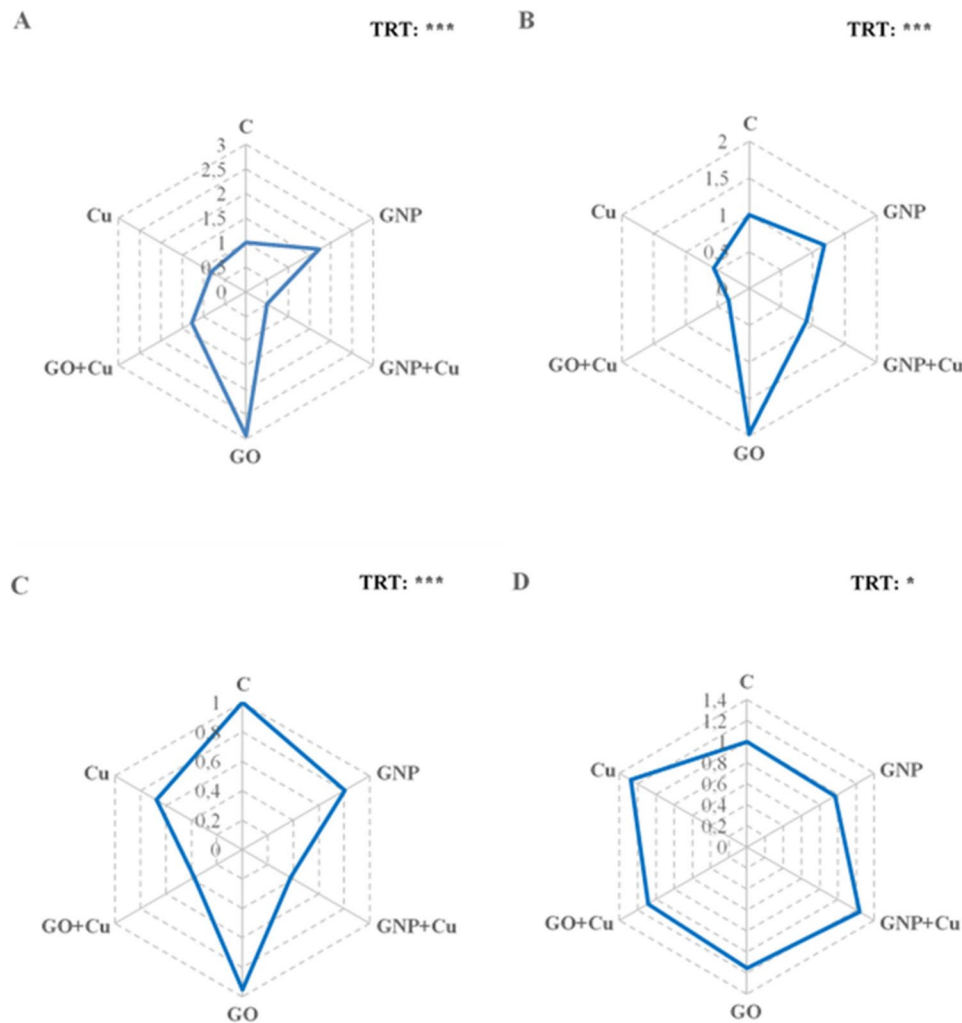 A
TRT: ***
C
3
2,5
2
1,5
1
0,5
0
Cu
GNP
GO+Cu
GNP+Cu
GO
B
TRT: ***
C
2
1,5
1
0,5
0
Cu
GNP
GO+Cu
GNP+Cu
GO
C
TRT: ***
C
1
0,8
0,6
0,4
0,2
0
Cu
GNP
GO+Cu
GNP+Cu
GO
D
TRT: *
C
1,4
1,2
1
0,8
0,6
0,4
0,2
0
Cu
GNP
GO+Cu
GNP+Cu
GO